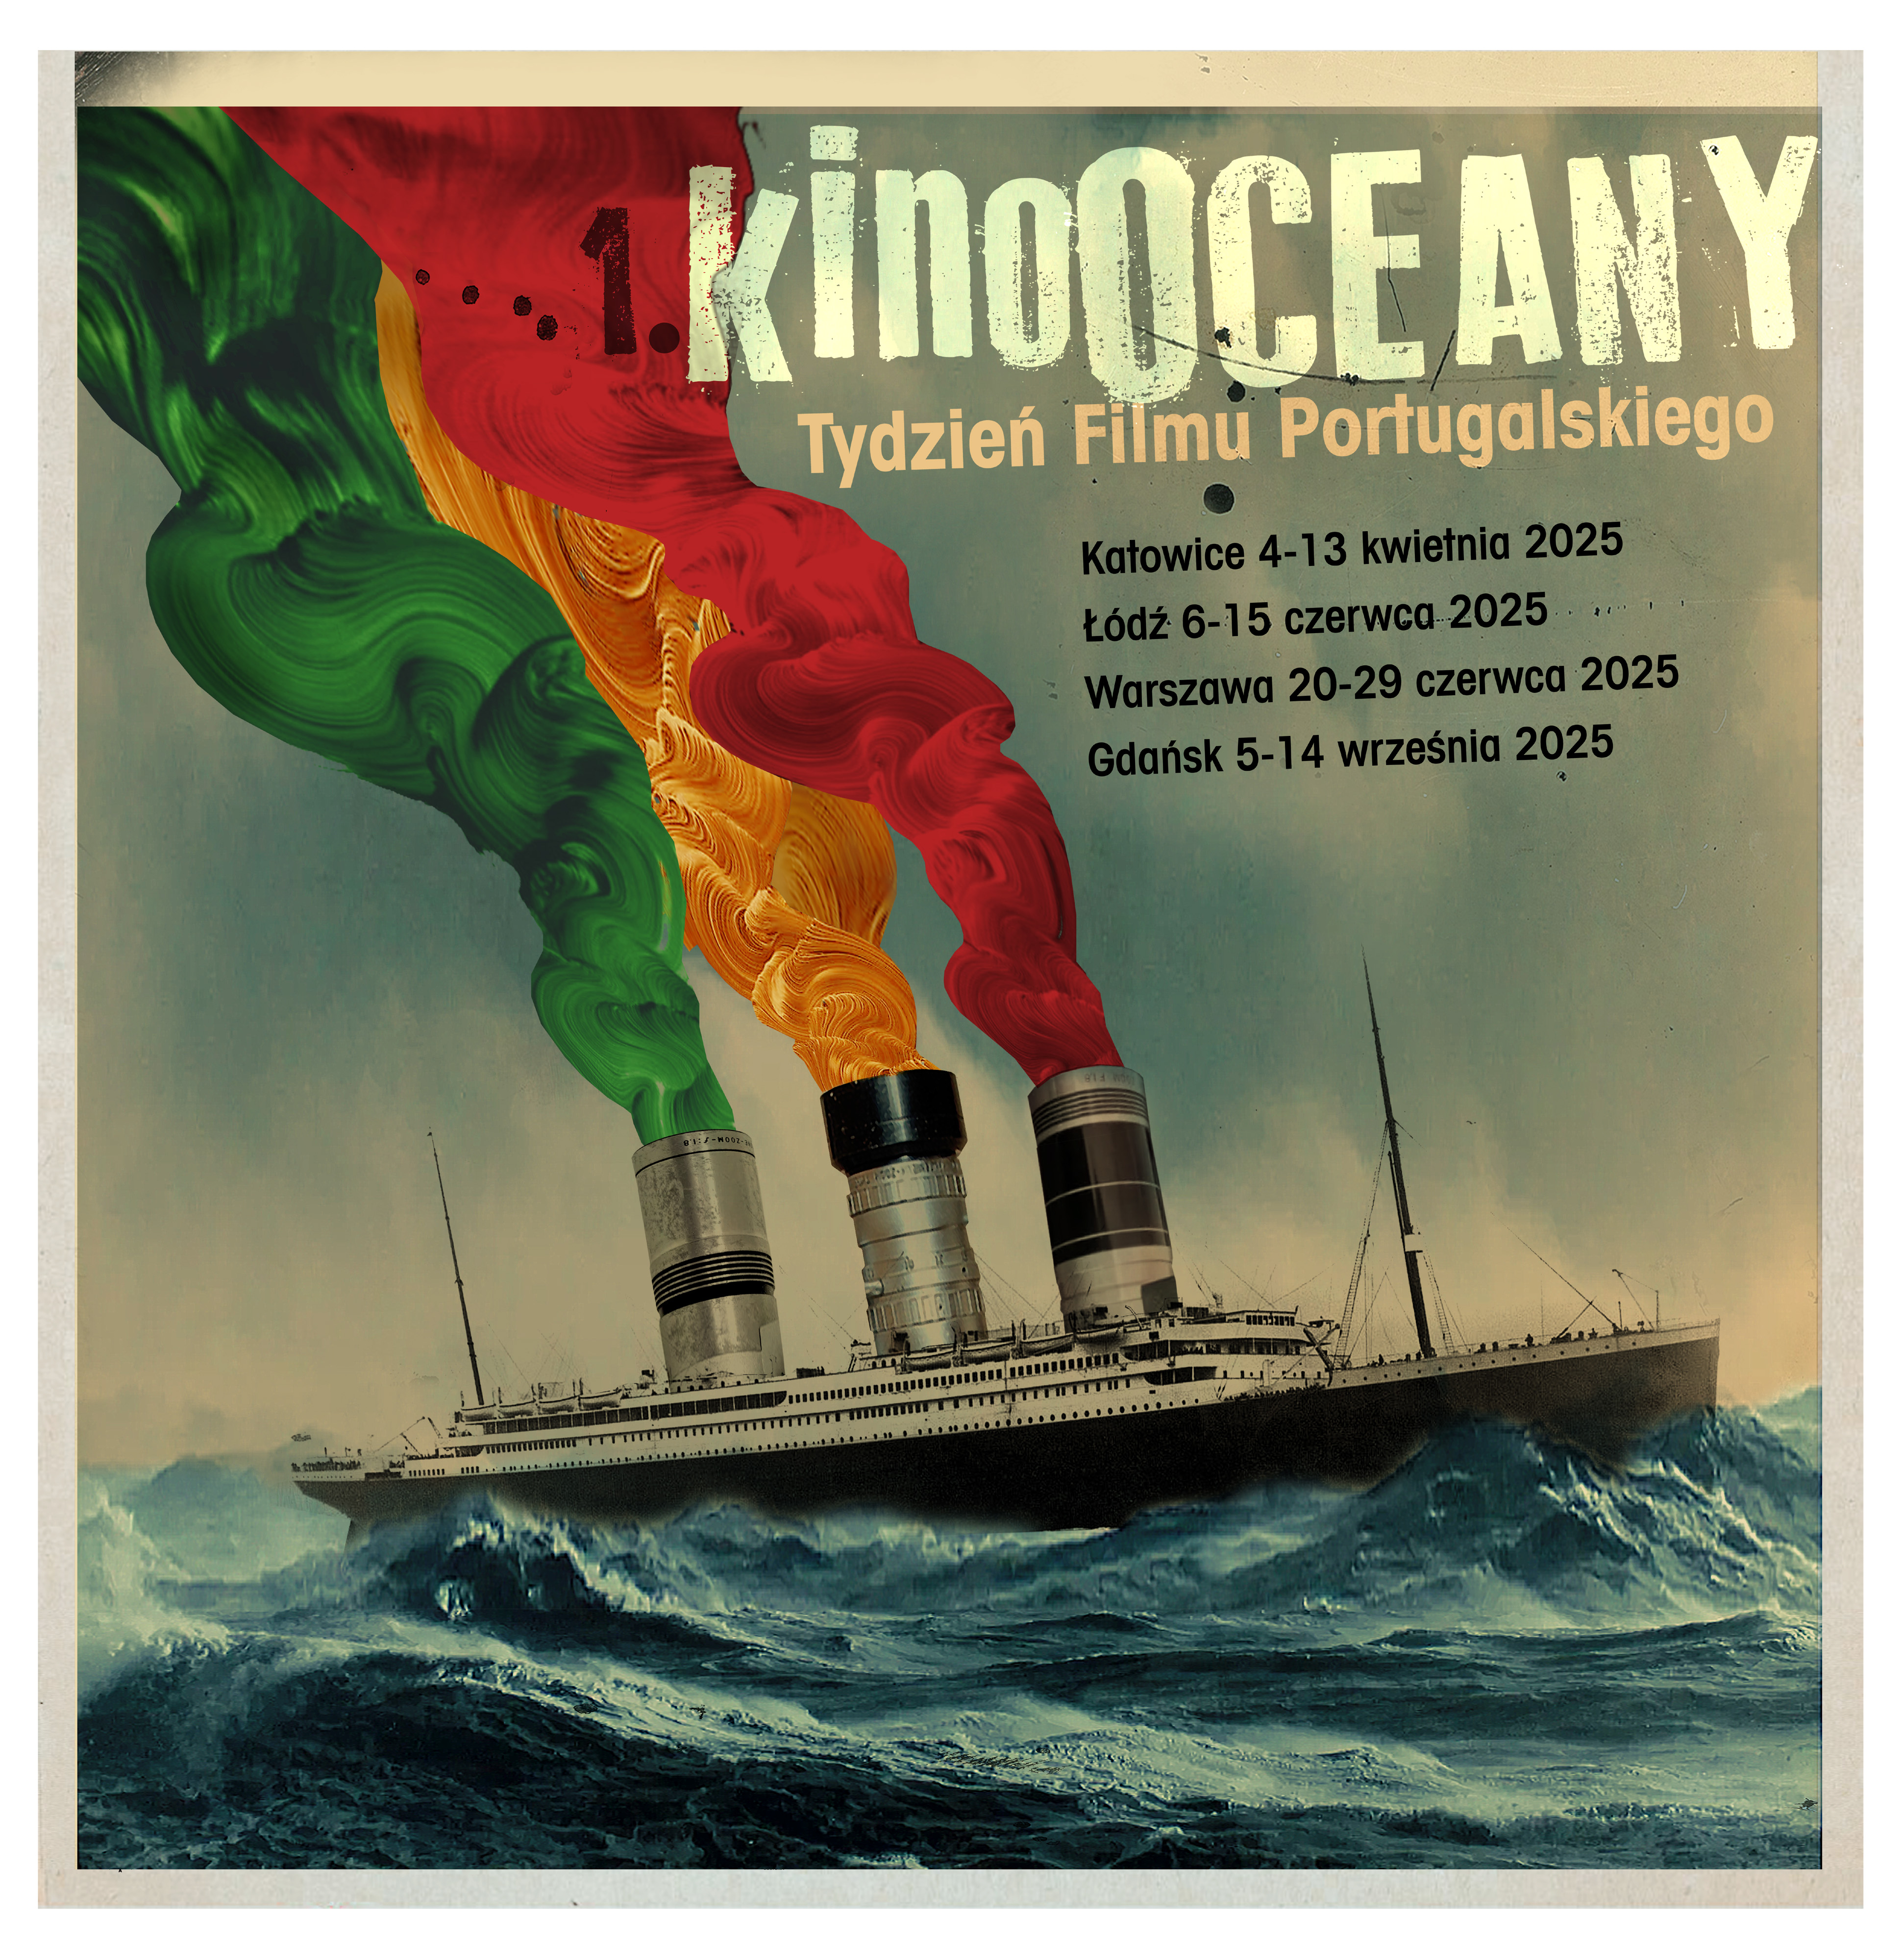 1. kinoOCEANY
Tydzień Filmu Portugalskiego
Katowice 4-13 kwietnia 2025
Łódź 6-15 czerwca 2025
Warszawa 20-29 czerwca 2025
Gdańsk 5-14 września 2025